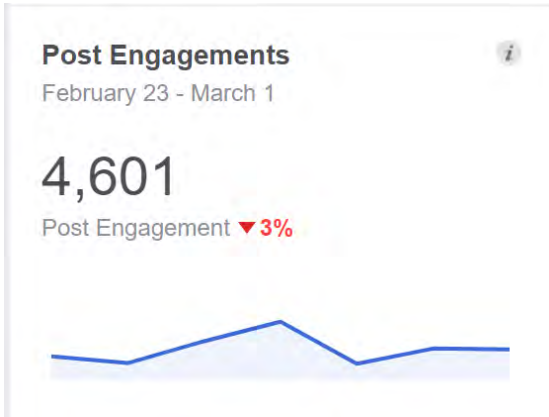 Post Engagements
i
February 23 - March 1
4,601
Post Engagement ▼3%